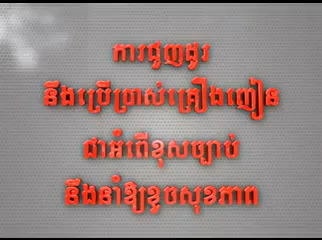 ការជួញដូរ
នឹងប្រើប្រាស់គ្រឿងញៀន
ជាអំពើខុសច្បាប់
នឹងនាំឱ្យខូចសុខភាព